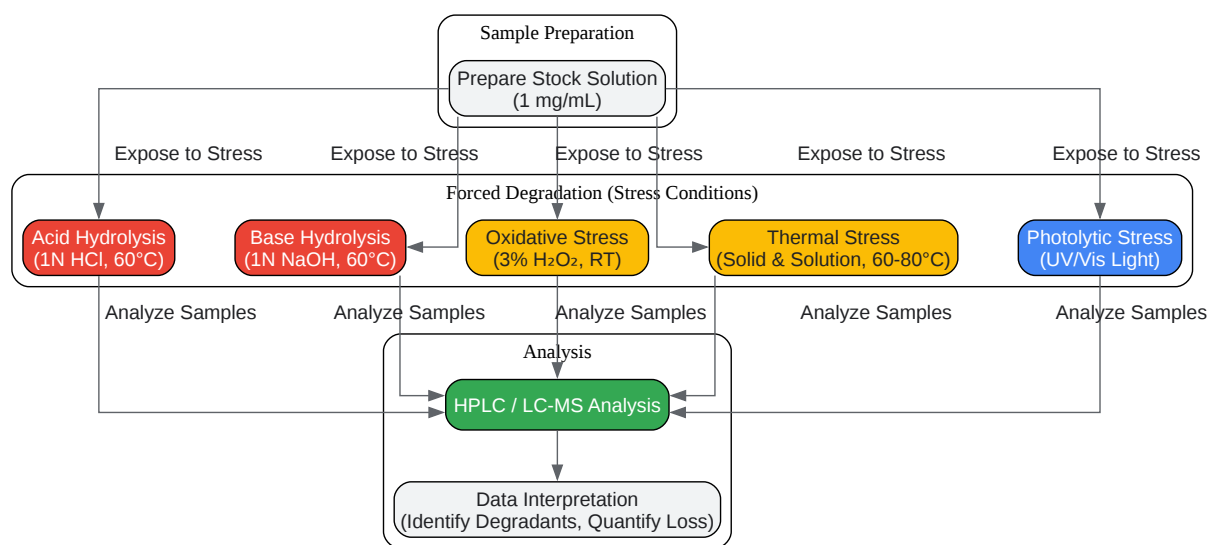 Sample Preparation
Prepare Stock Solution
(1 mg/mL)
Expose to Stress
Expose to Stress
Expose to Stress
Expose to Stress
Expose to Stress
Forced Degradation (Stress Conditions)
Acid Hydrolysis
(1N HCl, 60°C)
Base Hydrolysis
(1N NaOH, 60°C)
Oxidative Stress
(3% H₂O₂, RT)
Thermal Stress
(Solid & Solution, 60-80°C)
Photolytic Stress
(UV/Vis Light)
Analyze Samples
Analyze Samples
Analyze Samples
Analyze Samples
Analyze Samples
Analysis
HPLC / LC-MS Analysis
Data Interpretation
(Identify Degradants, Quantify Loss)